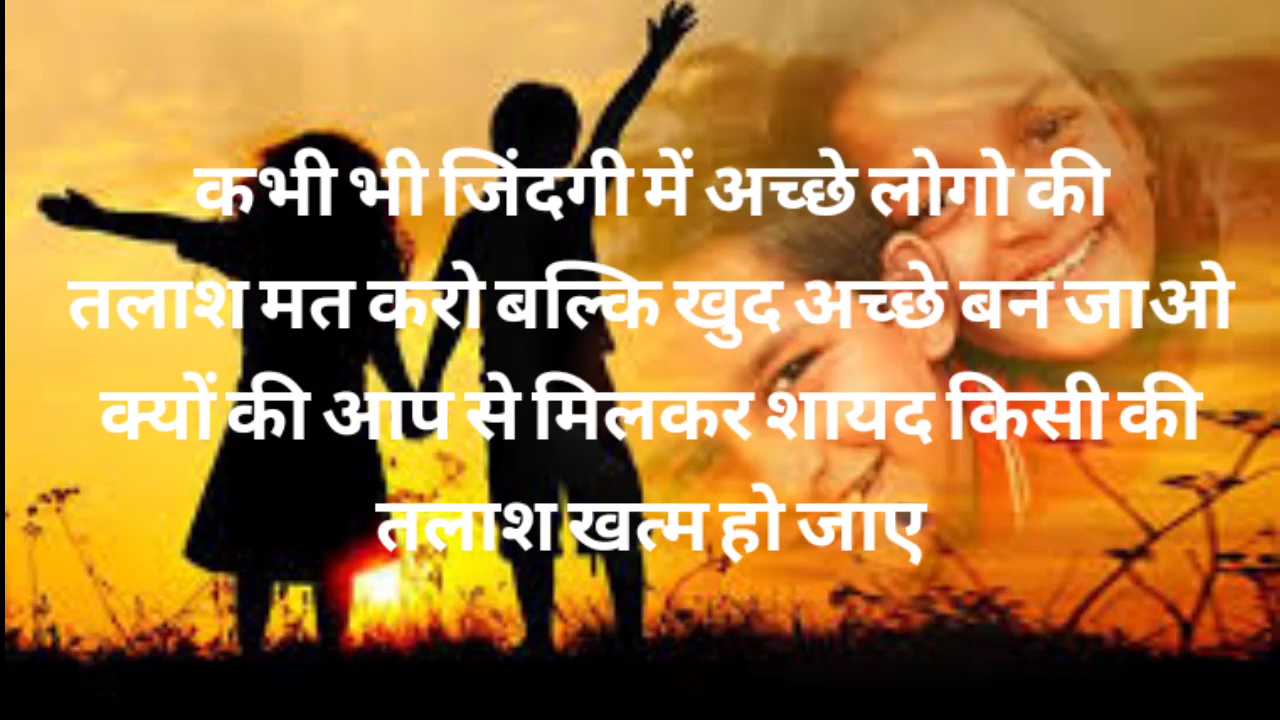 कभी भी जिंदगी में अच्छे लोगो की
तलाश मत करो बल्कि खुद अच्छे बन जाओ
क्यों की आप से मिलकर शायद किसी की
तलाश खत्म हो जाए